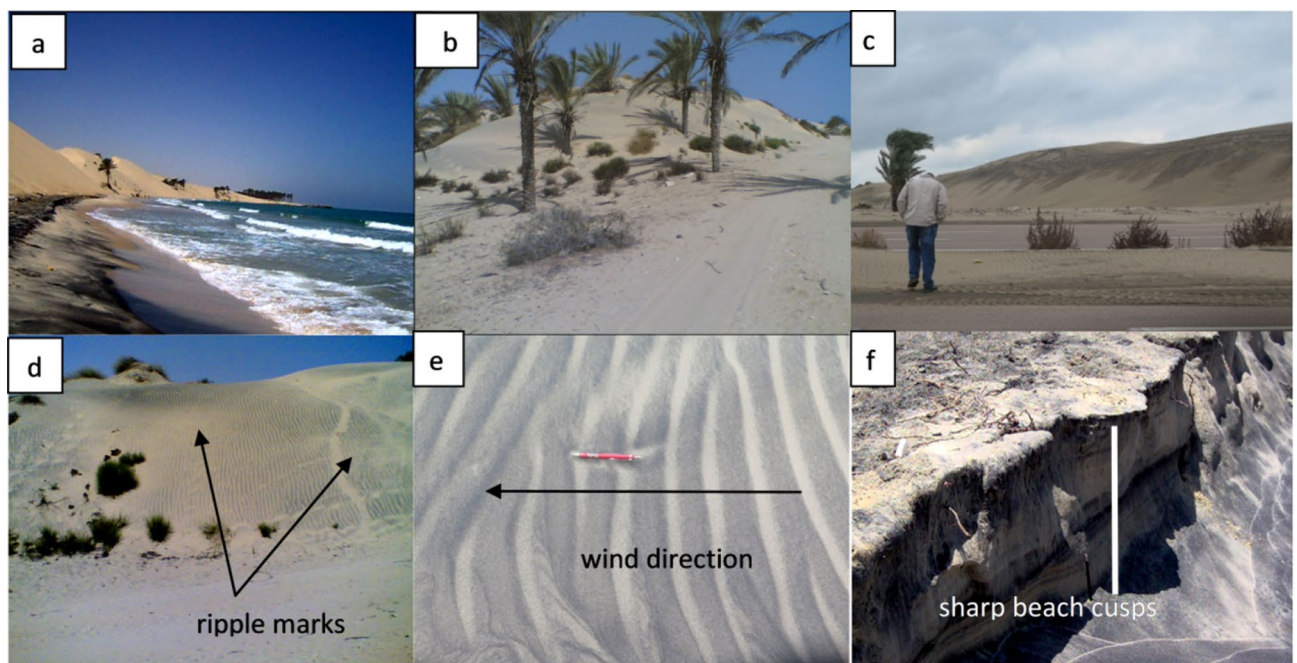 a
b
c
d
ripple marks
e
wind direction
f
sharp beach cusps